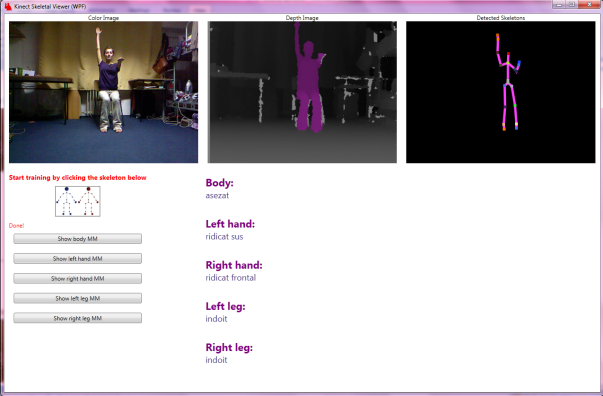 Kinect Skeletal Viewer (WPF)
Color Image
Depth Image
Detected Skeletons
Start training by clicking the skeleton below
Done!
Show body MM
Show left hand MM
Show right hand MM
Show left leg MM
Show right leg MM
Body:
asezat
Left hand:
ridicat sus
Right hand:
ridicat frontal
Left leg:
indoit
Right leg:
indoit